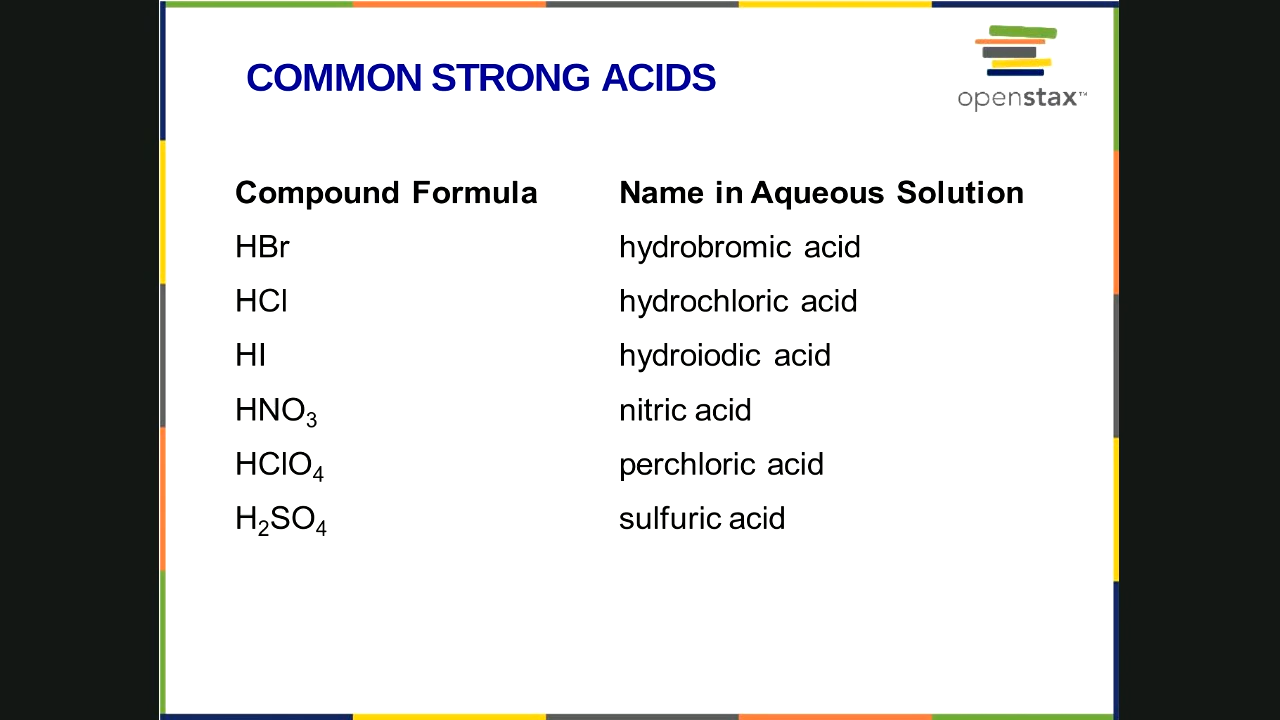 COMMON STRONG ACIDS
openstax™
Compound Formula Name in Aqueous Solution
HBr hydrobromic acid
HCl hydrochloric acid
HI hydroiodic acid
HNO₃ nitric acid
HClO₄ perchloric acid
H₂SO₄ sulfuric acid